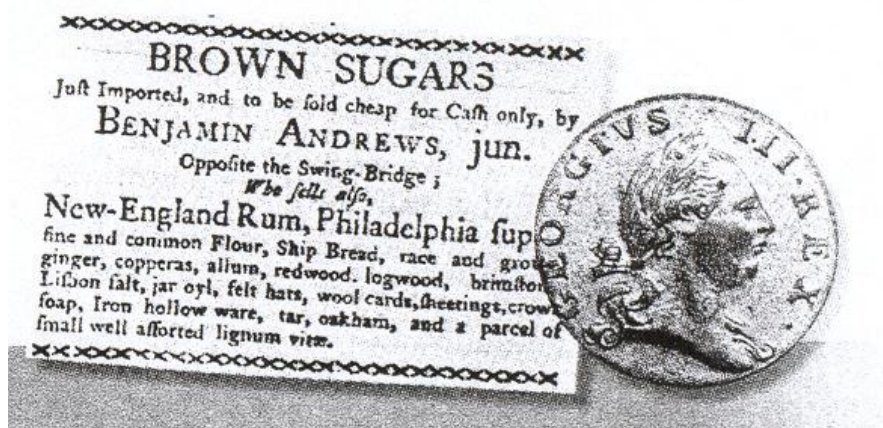 BROWN SUGARS
Juſt Imported, and to be ſold cheap for Caſh only, by
BENJAMIN ANDREWS, jun.
Oppoſite the Swing-Bridge ;
Who ſells alſo,
New-England Rum, Philadelphia ſup
fine and common Flour, Ship Bread, race and grou
ginger, copperas, allum, redwood. logwood, brimſton
Liſbon ſalt, jar oyl, felt hats, wool cards, ſheetings, crown
ſoap, Iron hollow ware, tar, oakham, and a parcel of
ſmall well aſſorted lignum vitæ.
GEORGIVS III·REX·